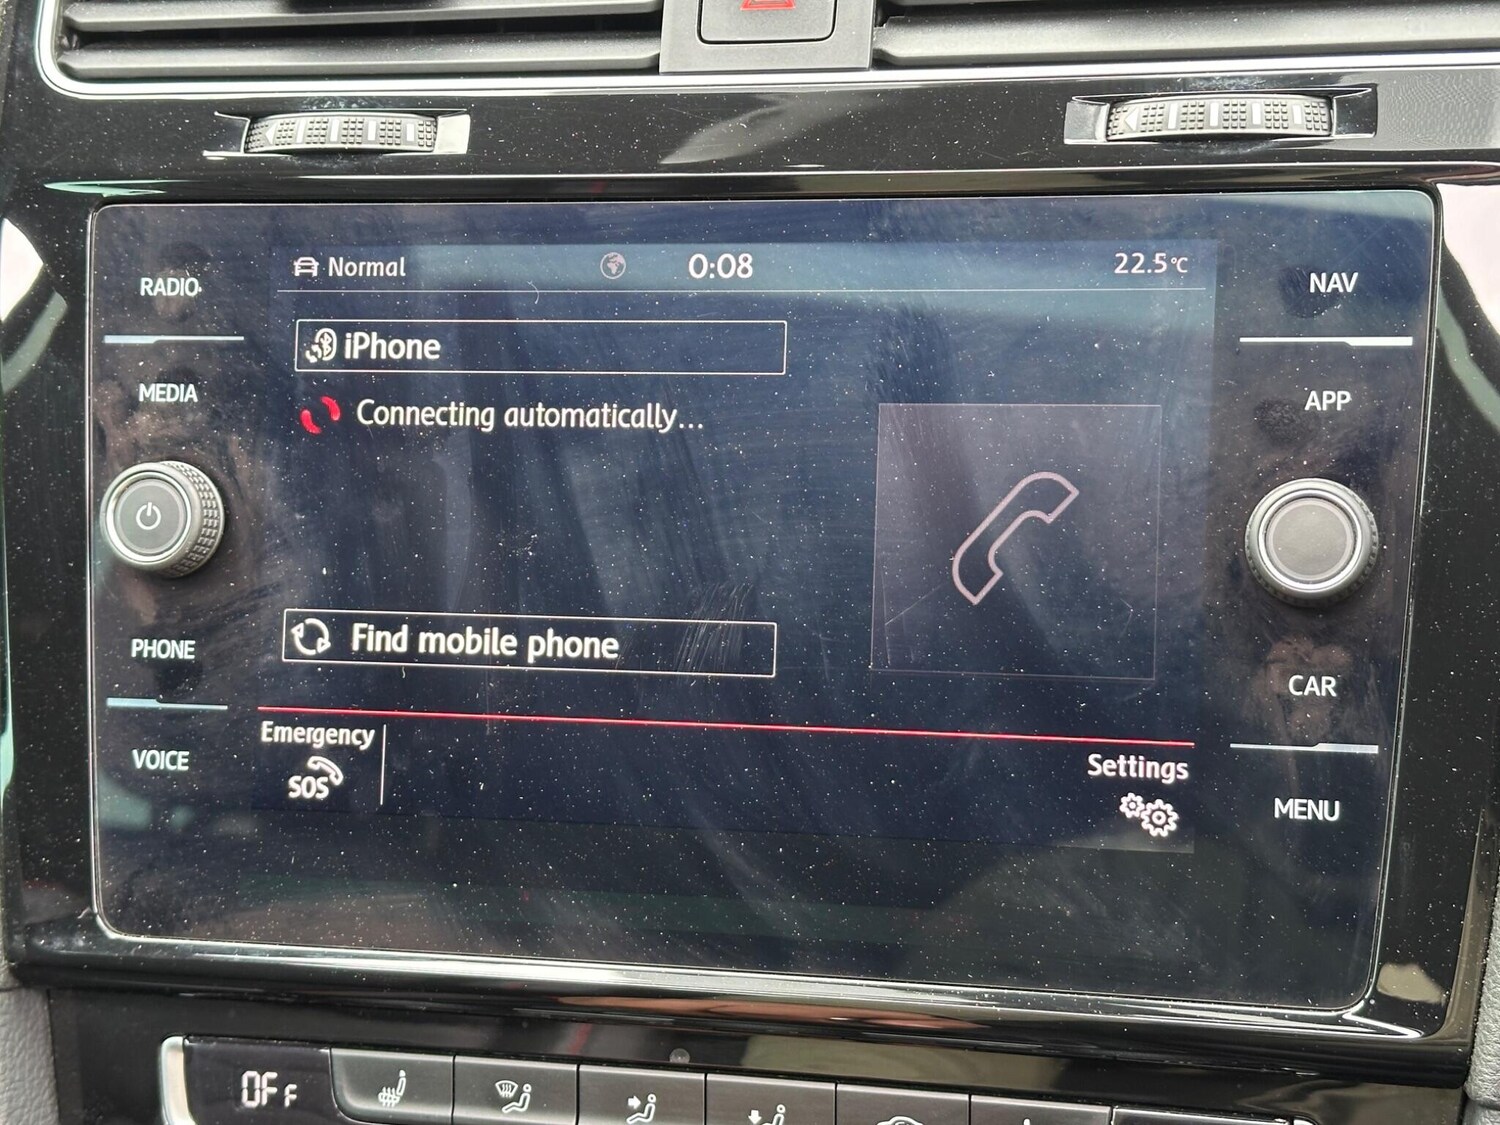 Normal
0:08
22.5°C
RADIO
NAV
iPhone
MEDIA
APP
Connecting automatically...
PHONE
Find mobile phone
CAR
Emergency
SOS
VOICE
Settings
MENU
OFF